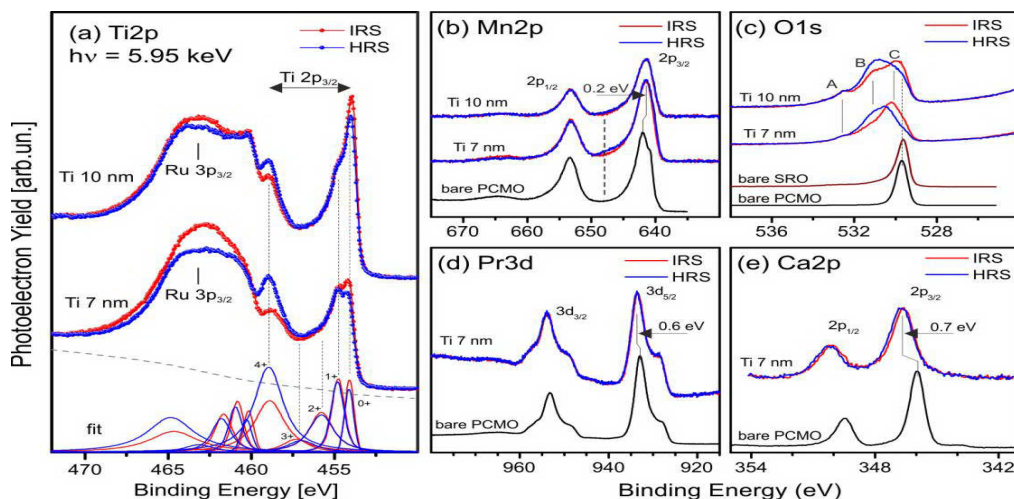 Photoelectron Yield [arb.un.]
(a) Ti2p
hν = 5.95 keV
IRS
HRS
Ti 2p3/2
Ti 10 nm
Ru 3p3/2
Ti 7 nm
Ru 3p3/2
4+
3+
2+
1+
0+
fit
470 465 460 455
Binding Energy [eV]
(b) Mn2p
IRS
HRS
2p3/2
2p1/2
0.2 eV
Ti 10 nm
Ti 7 nm
bare PCMO
670 660 650 640
(c) O1s
IRS
HRS
A
B
C
Ti 10 nm
Ti 7 nm
bare SRO
bare PCMO
536 532 528
(d) Pr3d
IRS
HRS
3d5/2
3d3/2
Ti 7 nm
0.6 eV
bare PCMO
960 940 920
(e) Ca2p
IRS
HRS
2p3/2
2p1/2
0.7 eV
Ti 7 nm
bare PCMO
354 350 346 342
Binding Energy (eV)